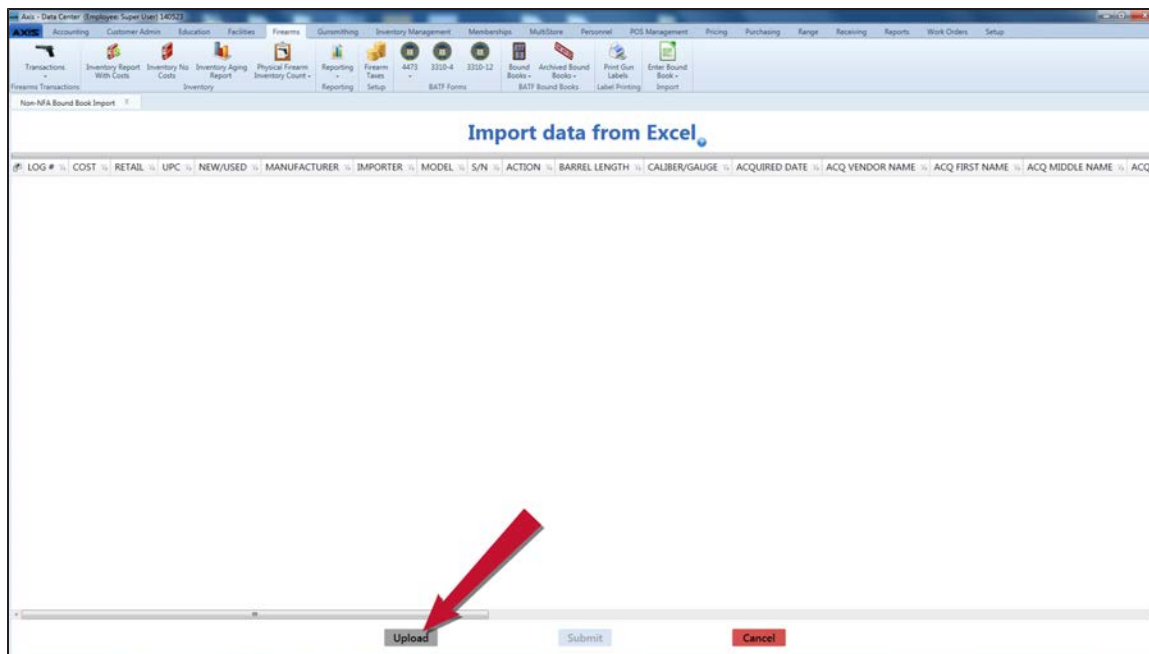 Axis - Data Center (Employee: Super User) 140523
AXIS Accounting Customer Admin Education Facilities Firearms Gunsmithing Inventory Management Memberships MultiStore Personnel POS Management Pricing Purchasing Range Receiving Reports Work Orders Setup
Transactions Inventory Report Inventory No Inventory Aging Physical Firearm Reporting Firearm 4473 3310-4 3310-12 Bound Archived Bound Print Gun Enter Bound
With Costs Costs Report Inventory Count Taxes Books Books Labels Book
Firearms Transactions Inventory Reporting Setup BATF Forms BATF Bound Books Label Printing Import
Non-NFA Bound Book Import
Import data from Excel
LOG # COST RETAIL UPC NEW/USED MANUFACTURER IMPORTER MODEL S/N ACTION BARREL LENGTH CALIBER/GAUGE ACQUIRED DATE ACQ VENDOR NAME ACQ FIRST NAME ACQ MIDDLE NAME ACQ
Upload Submit Cancel